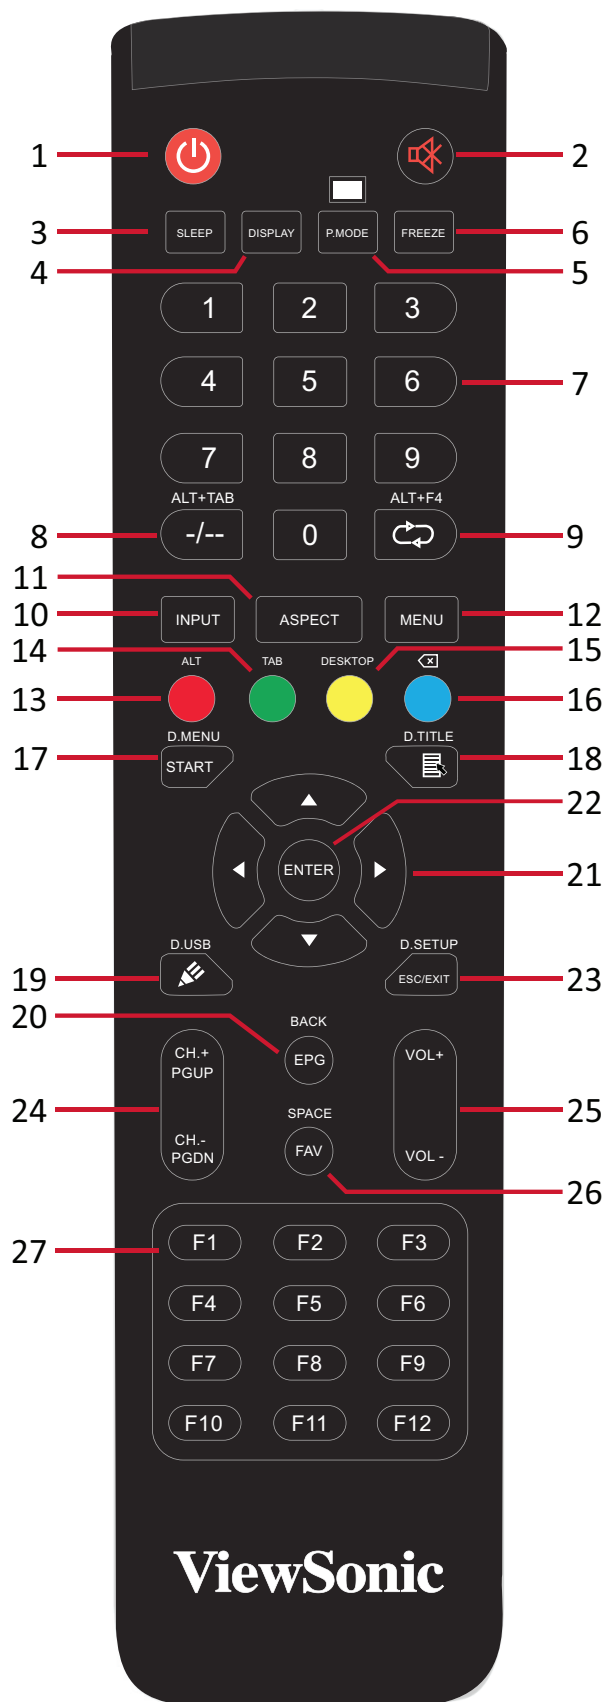 1
2
3
SLEEP
DISPLAY
P.MODE
FREEZE
6
4
5
1
2
3
4
5
6
7
7
8
9
ALT+TAB
ALT+F4
8
-/--
0
9
11
10
INPUT
ASPECT
MENU
12
14
ALT
TAB
DESKTOP
15
13
16
D.MENU
D.TITLE
17
START
18
22
ENTER
21
D.USB
D.SETUP
19
ESC/EXIT
23
20
BACK
EPG
CH.+
PGUP
VOL+
24
25
SPACE
CH.-
PGDN
FAV
VOL -
26
27
F1
F2
F3
F4
F5
F6
F7
F8
F9
F10
F11
F12
ViewSonic